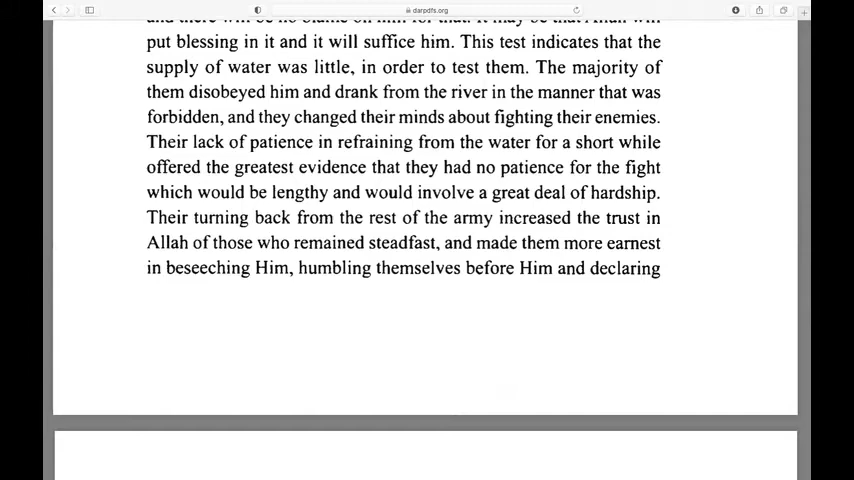 darpdfs.org
and there will be no blame on him for that. It may be that Allah will
put blessing in it and it will suffice him. This test indicates that the
supply of water was little, in order to test them. The majority of
them disobeyed him and drank from the river in the manner that was
forbidden, and they changed their minds about fighting their enemies.
Their lack of patience in refraining from the water for a short while
offered the greatest evidence that they had no patience for the fight
which would be lengthy and would involve a great deal of hardship.
Their turning back from the rest of the army increased the trust in
Allah of those who remained steadfast, and made them more earnest
in beseeching Him, humbling themselves before Him and declaring